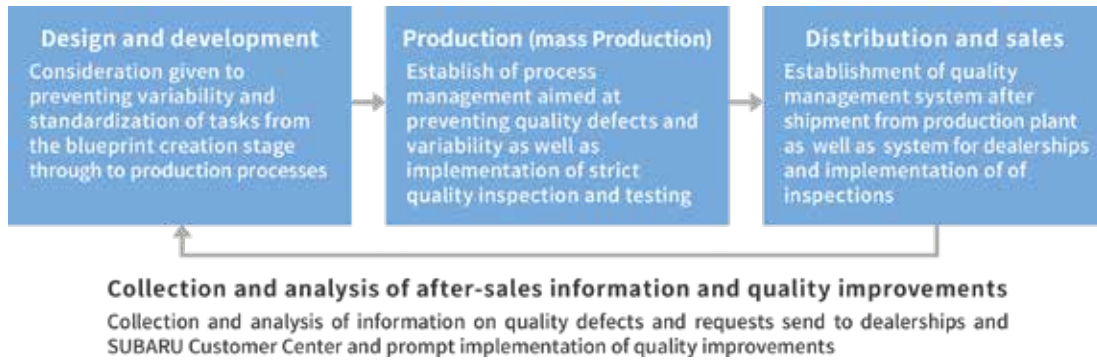 Design and development
Consideration given to
preventing variability and
standardization of tasks from
the blueprint creation stage
through to production processes
Production (mass Production)
Establish of process
management aimed at
preventing quality defects and
variability as well as
implementation of strict
quality inspection and testing
Distribution and sales
Establishment of quality
management system after
shipment from production plant
as well as system for dealerships
and implementation of of
inspections
Collection and analysis of after-sales information and quality improvements
Collection and analysis of information on quality defects and requests send to dealerships and
SUBARU Customer Center and prompt implementation of quality improvements